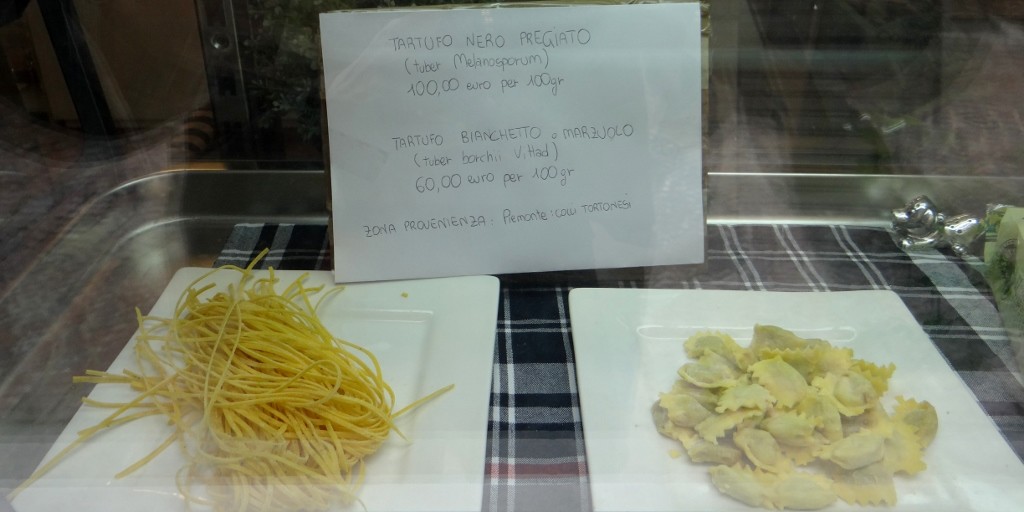 TARTUFO NERO PREGIATO
(tuber Melanosporum)
100,00 euro per 100gr
TARTUFO BIANCHETTO o MARZUOLO
(tuber borchii Vittad)
60,00 euro per 100gr
ZONA PROVENIENZA: Piemonte: COLLI TORTONESI